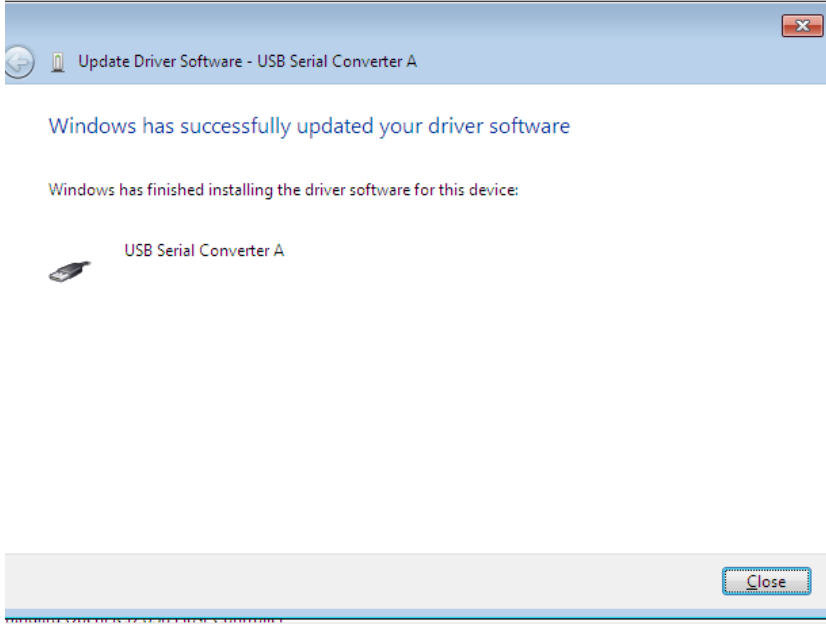 Update Driver Software - USB Serial Converter A
Windows has successfully updated your driver software
Windows has finished installing the driver software for this device:
USB Serial Converter A
Close